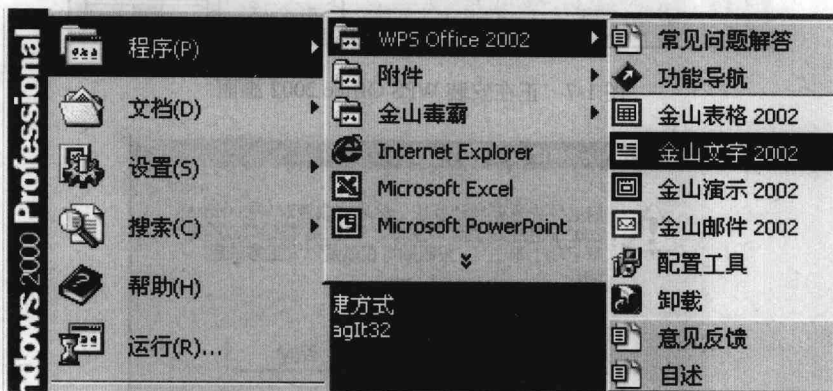 ndows 2000 Professional
程序(P)
文档(D)
设置(S)
搜索(C)
帮助(H)
运行(R)...
WPS Office 2002
附件
金山毒霸
Internet Explorer
Microsoft Excel
Microsoft PowerPoint
建方式
agIt32
常见问题解答
功能导航
金山表格 2002
金山文字 2002
金山演示 2002
金山邮件 2002
配置工具
卸载
意见反馈
自述